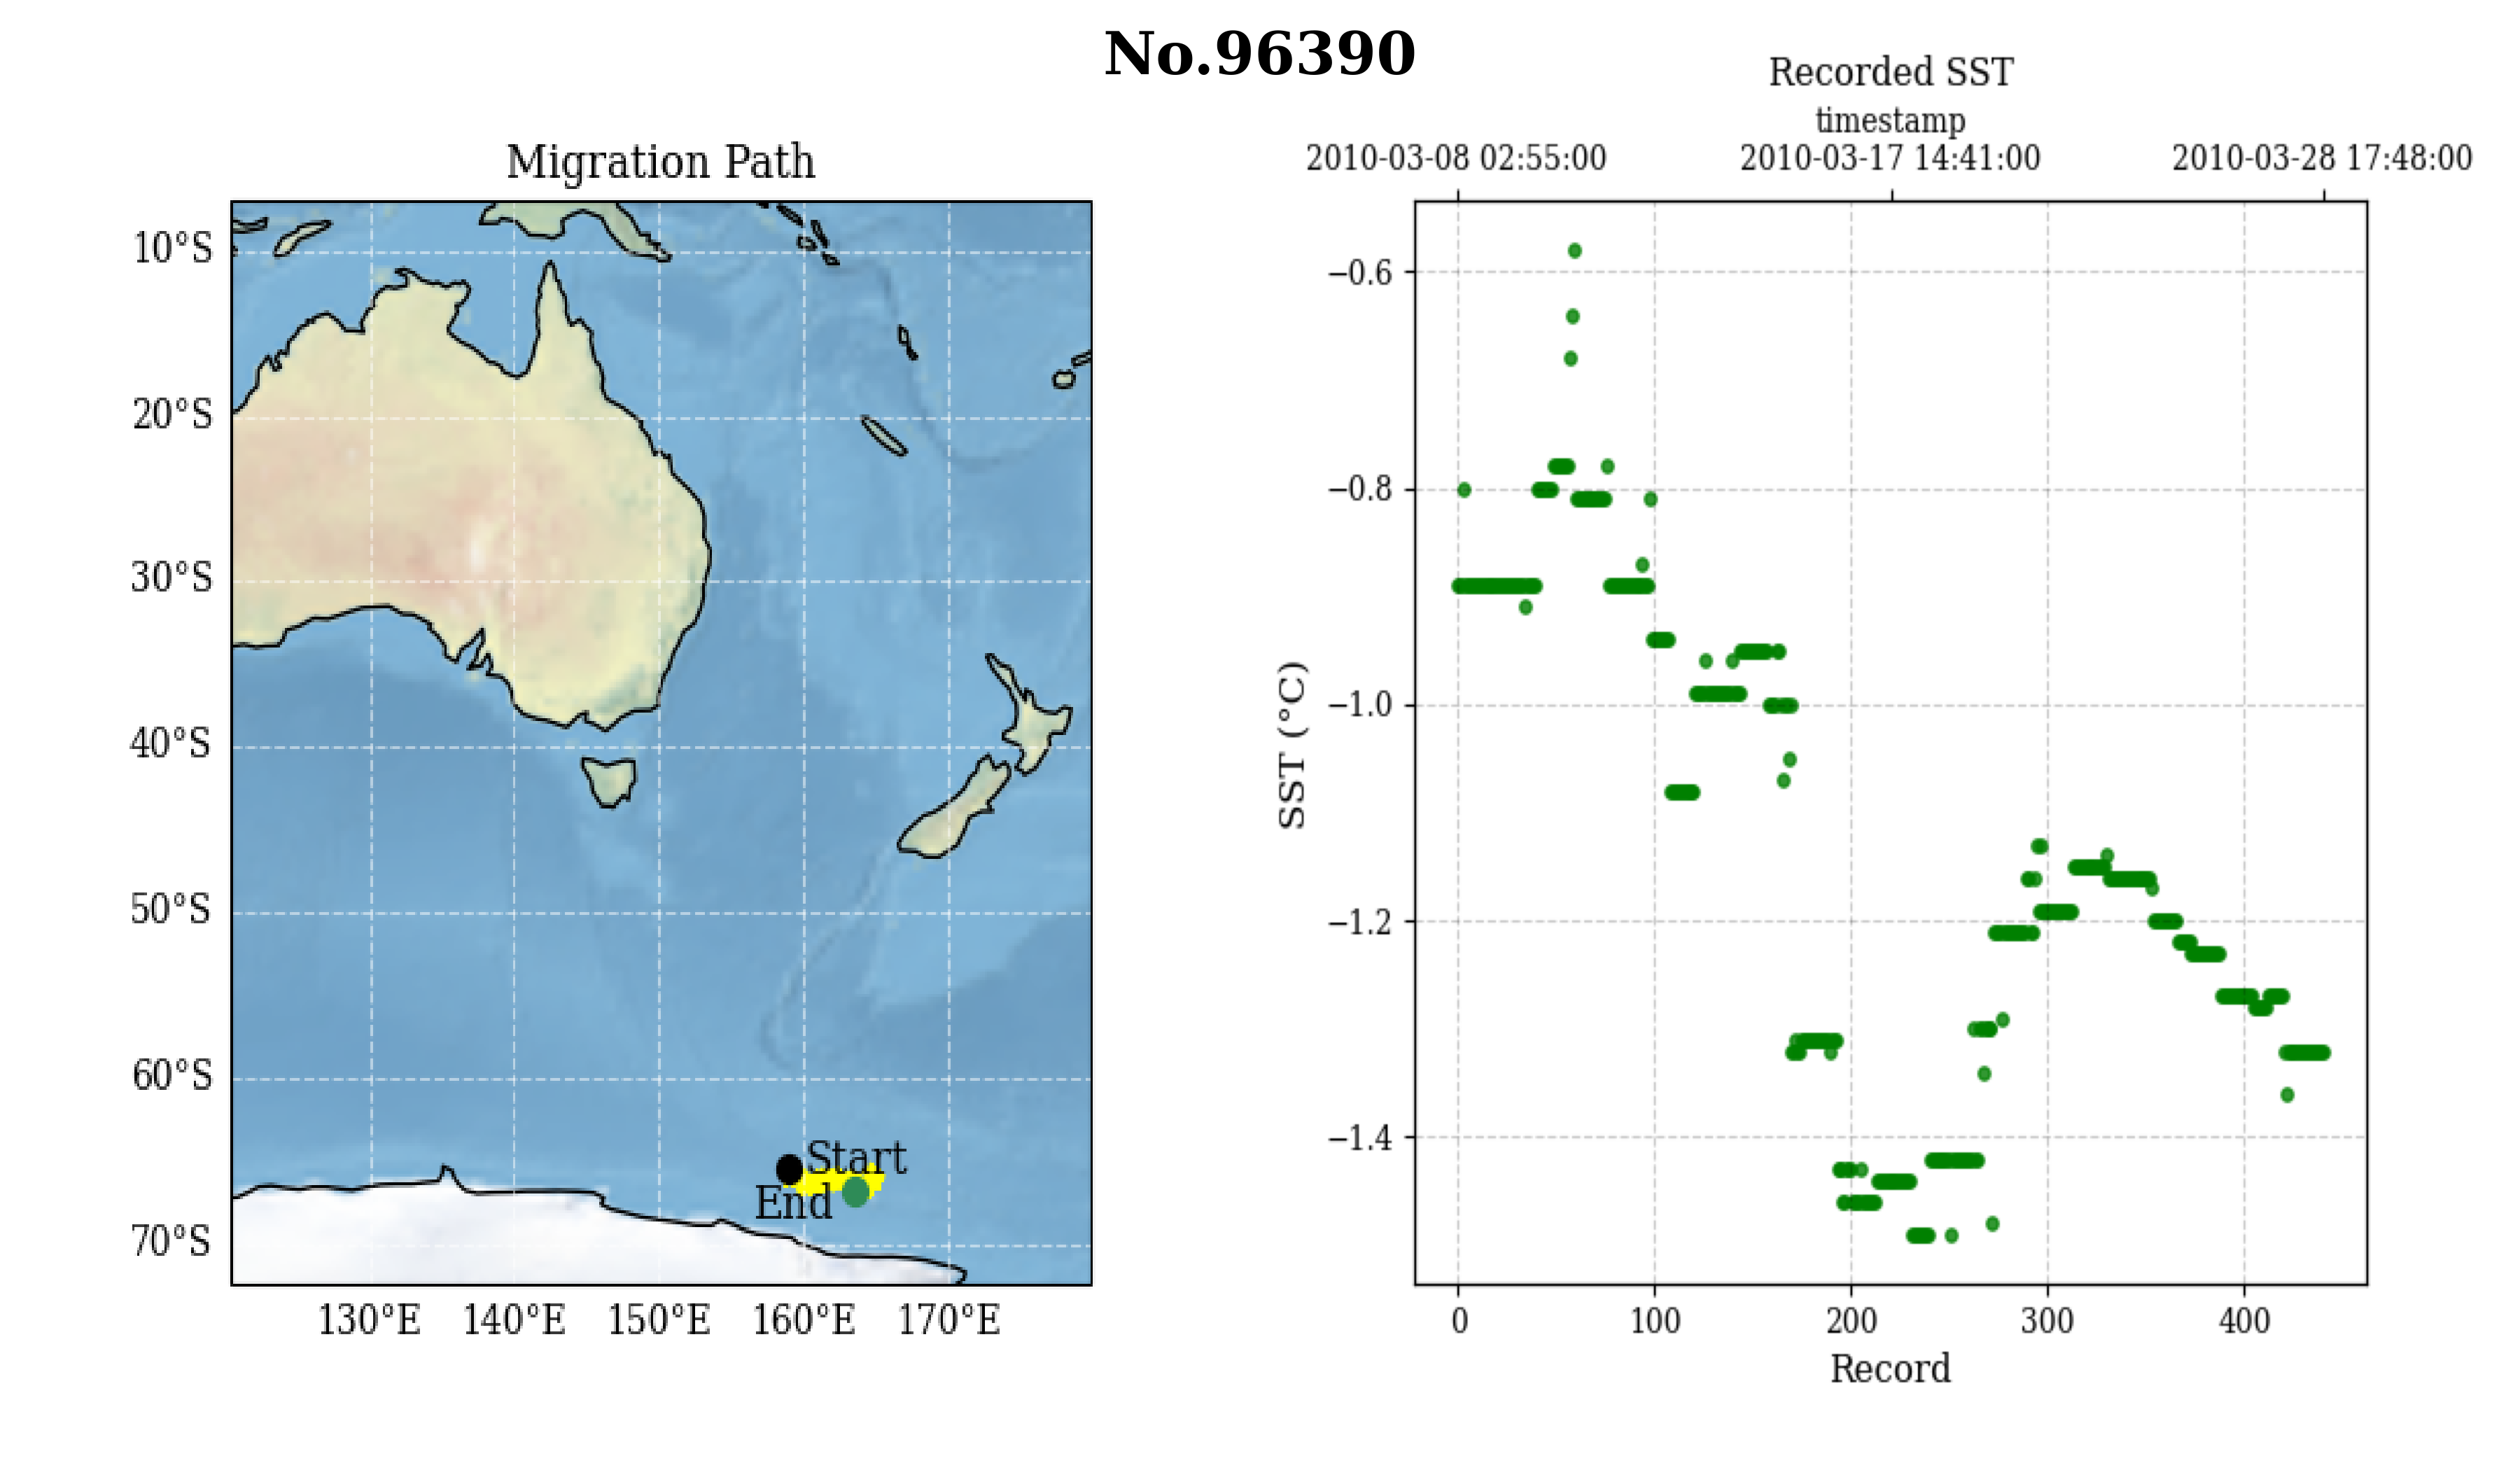 No.96390
Migration Path
10°S
20°S
30°S
40°S
50°S
60°S
70°S
Start
End
130°E 140°E 150°E 160°E 170°E
Recorded SST
timestamp
2010-03-08 02:55:00 2010-03-17 14:41:00 2010-03-28 17:48:00
SST (°C)
−0.6
−0.8
−1.0
−1.2
−1.4
0 100 200 300 400
Record